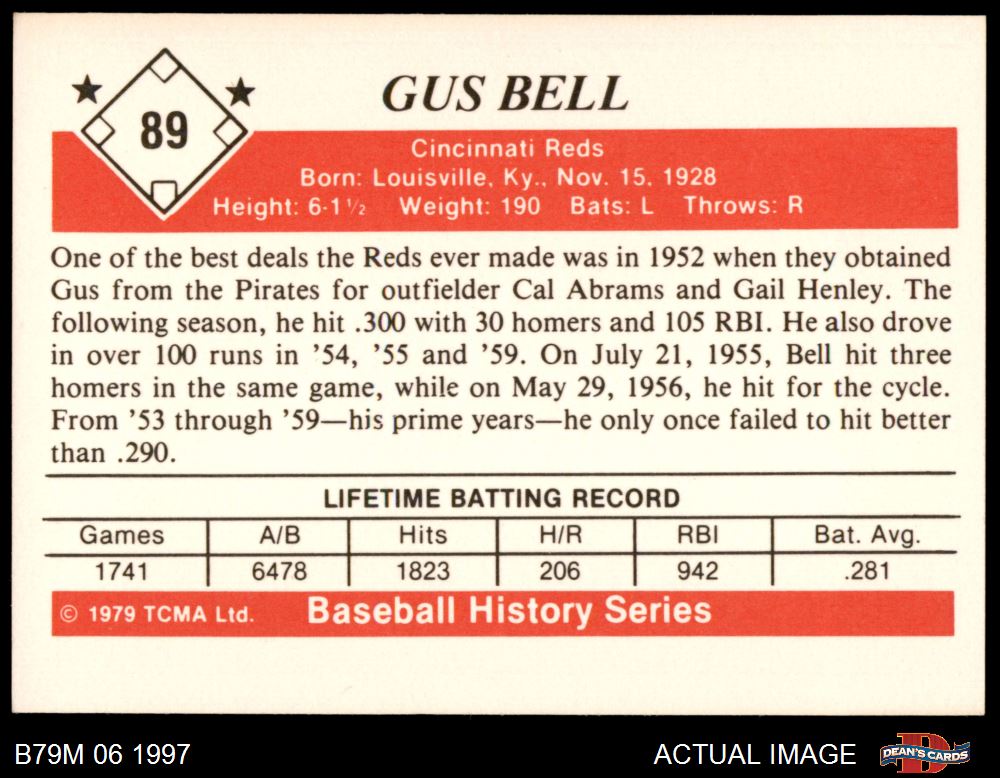 89
GUS BELL
Cincinnati Reds
Born: Louisville, Ky., Nov. 15, 1928
Height: 6-1 ½ Weight: 190 Bats: L Throws: R
One of the best deals the Reds ever made was in 1952 when they obtained
Gus from the Pirates for outfielder Cal Abrams and Gail Henley. The
following season, he hit .300 with 30 homers and 105 RBI. He also drove
in over 100 runs in ’54, ’55 and ’59. On July 21, 1955, Bell hit three
homers in the same game, while on May 29, 1956, he hit for the cycle.
From ’53 through ’59—his prime years—he only once failed to hit better
than .290.
LIFETIME BATTING RECORD
Games A/B Hits H/R RBI Bat. Avg.
1741 6478 1823 206 942 .281
© 1979 TCMA Ltd. Baseball History Series
B79M 06 1997 ACTUAL IMAGE D DEAN'S CARDS